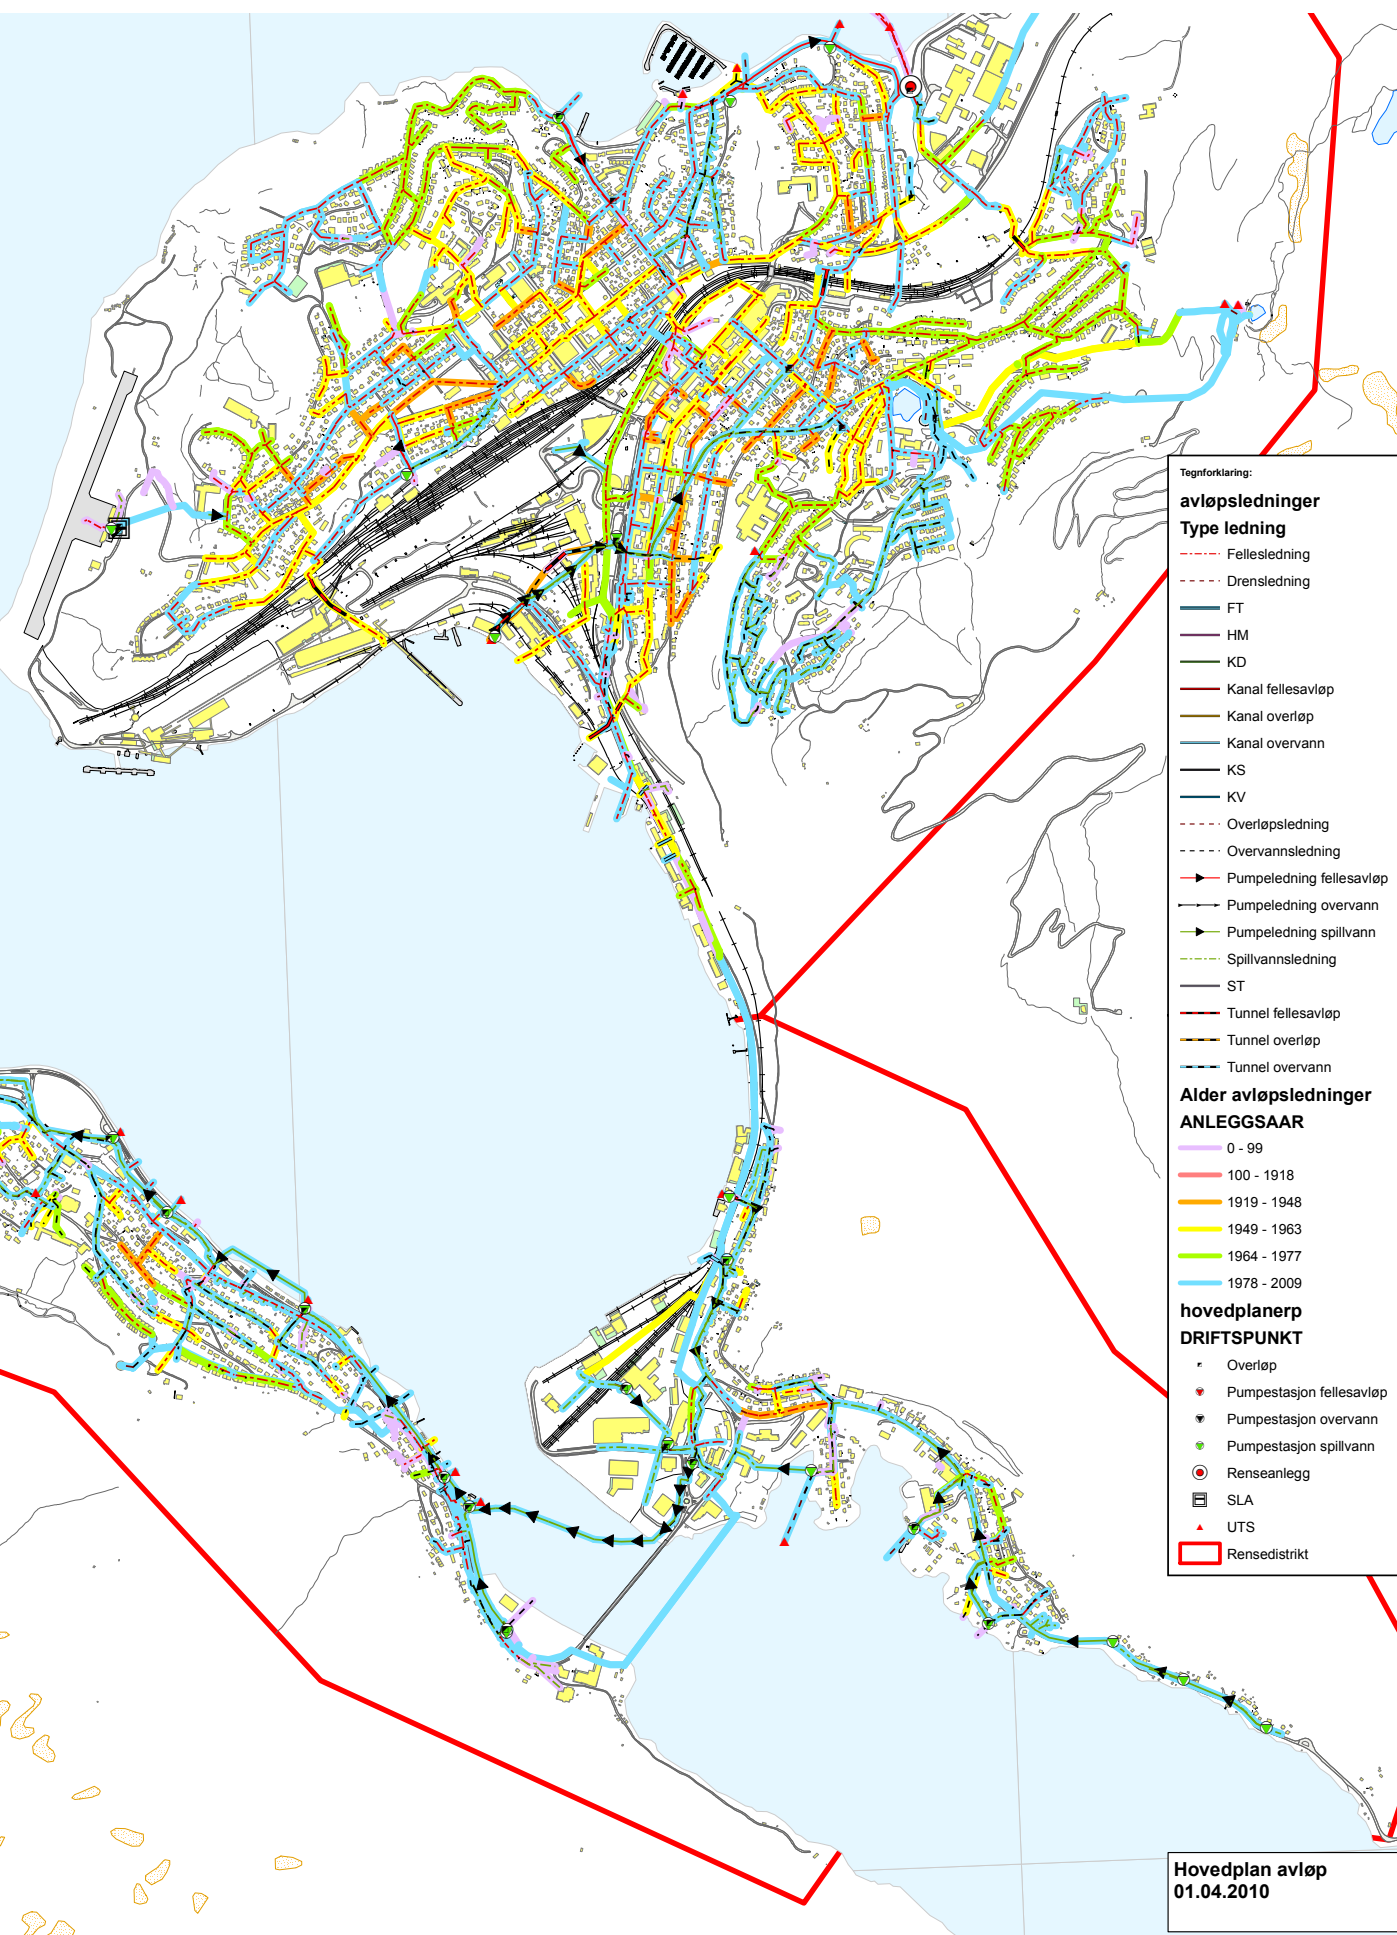 Tegnforklaring:
avløpsledninger
Type ledning
Fellesledning
Drensledning
FT
HM
KD
Kanal fellesavløp
Kanal overløp
Kanal overvann
KS
KV
Overløpsledning
Overvannsledning
Pumpeledning fellesavløp
Pumpeledning overvann
Pumpeledning spillvann
Spillvannsledning
ST
Tunnel fellesavløp
Tunnel overløp
Tunnel overvann
Alder avløpsledninger
ANLEGGSAAR
0 - 99
100 - 1918
1919 - 1948
1949 - 1963
1964 - 1977
1978 - 2009
hovedplanerp
DRIFTSPUNKT
Overløp
Pumpestasjon fellesavløp
Pumpestasjon overvann
Pumpestasjon spillvann
Renseanlegg
SLA
UTS
Rensedistrikt
Hovedplan avløp
01.04.2010